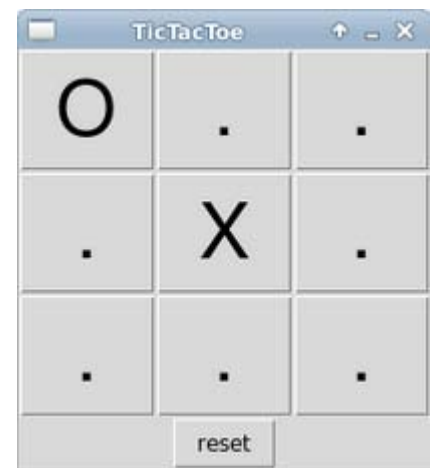 TicTacToe
O . .
. X .
. . .
reset